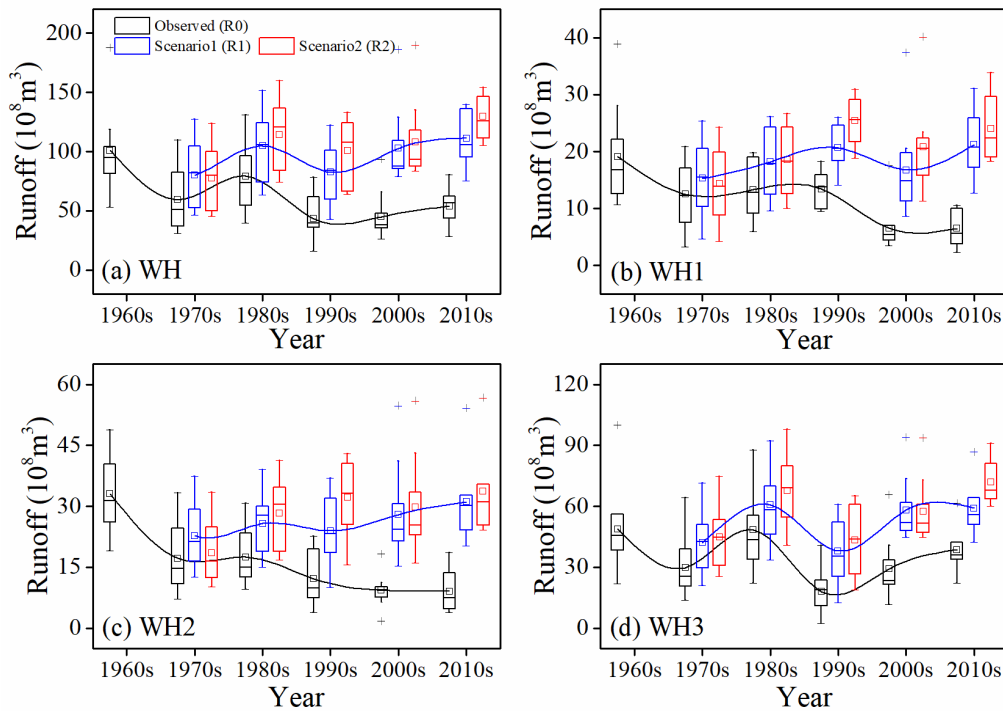 Observed (R0)
Scenario1 (R1) Scenario2 (R2)
200
150
100
50
0
Runoff (10⁸m³)
(a) WH
1960s 1970s 1980s 1990s 2000s 2010s
Year
40
30
20
10
0
Runoff (10⁸m³)
(b) WH1
1960s 1970s 1980s 1990s 2000s 2010s
Year
60
45
30
15
0
Runoff (10⁸m³)
(c) WH2
1960s 1970s 1980s 1990s 2000s 2010s
Year
120
90
60
30
0
Runoff (10⁸m³)
(d) WH3
1960s 1970s 1980s 1990s 2000s 2010s
Year